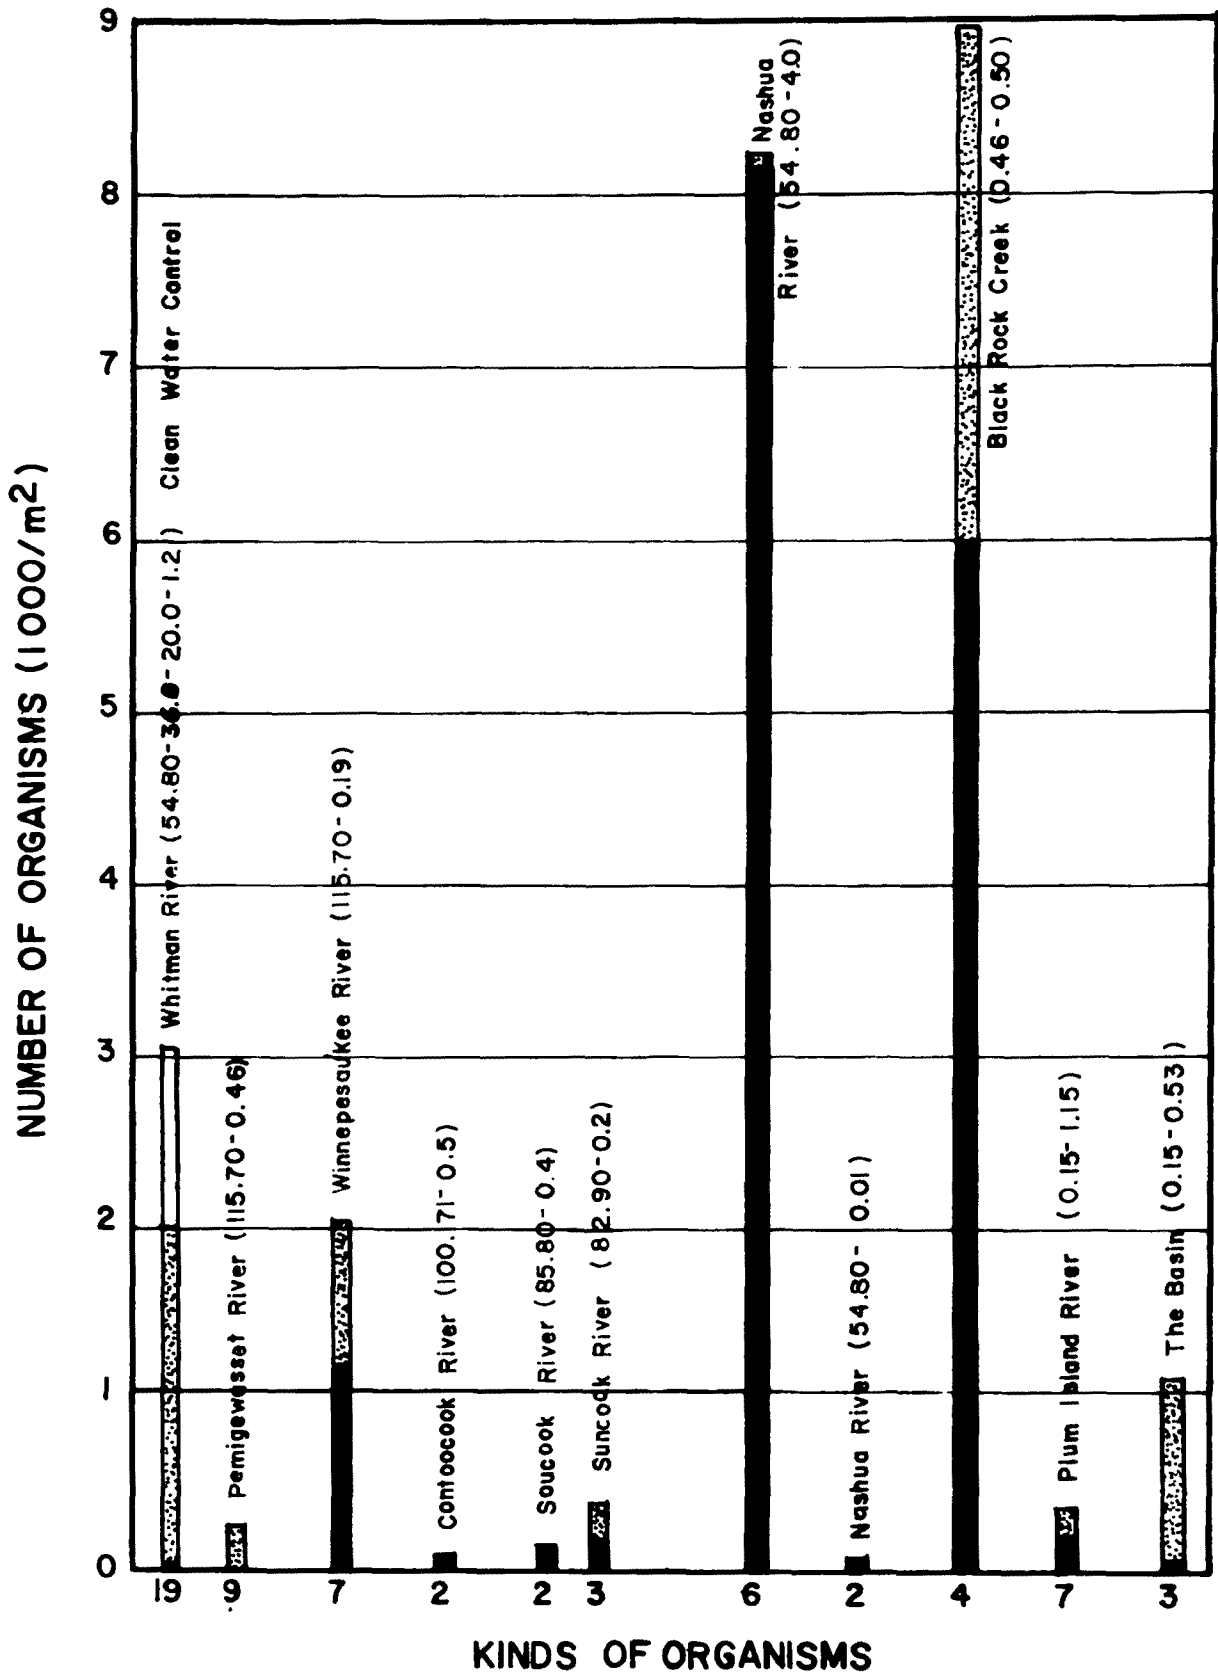 NUMBER OF ORGANISMS (1000/m²)
9
8
7
6
5
4
3
2
1
0
Whitman River (54.80-36.0-20.0-1.2) Clean Water Control
Pemigewasset River (115.70-0.46)
Winnepesaukee River (115.70-0.19)
Contoocook River (100.71-0.5)
Soucook River (85.80-0.4)
Suncook River (82.90-0.2)
Nashua
River (54.80-4.0)
Nashua River (54.80-0.01)
Black Rock Creek (0.46-0.50)
Plum Island River (0.15-1.15)
The Basin (0.15-0.53)
19 9 7 2 2 3 6 2 4 7 3
KINDS OF ORGANISMS